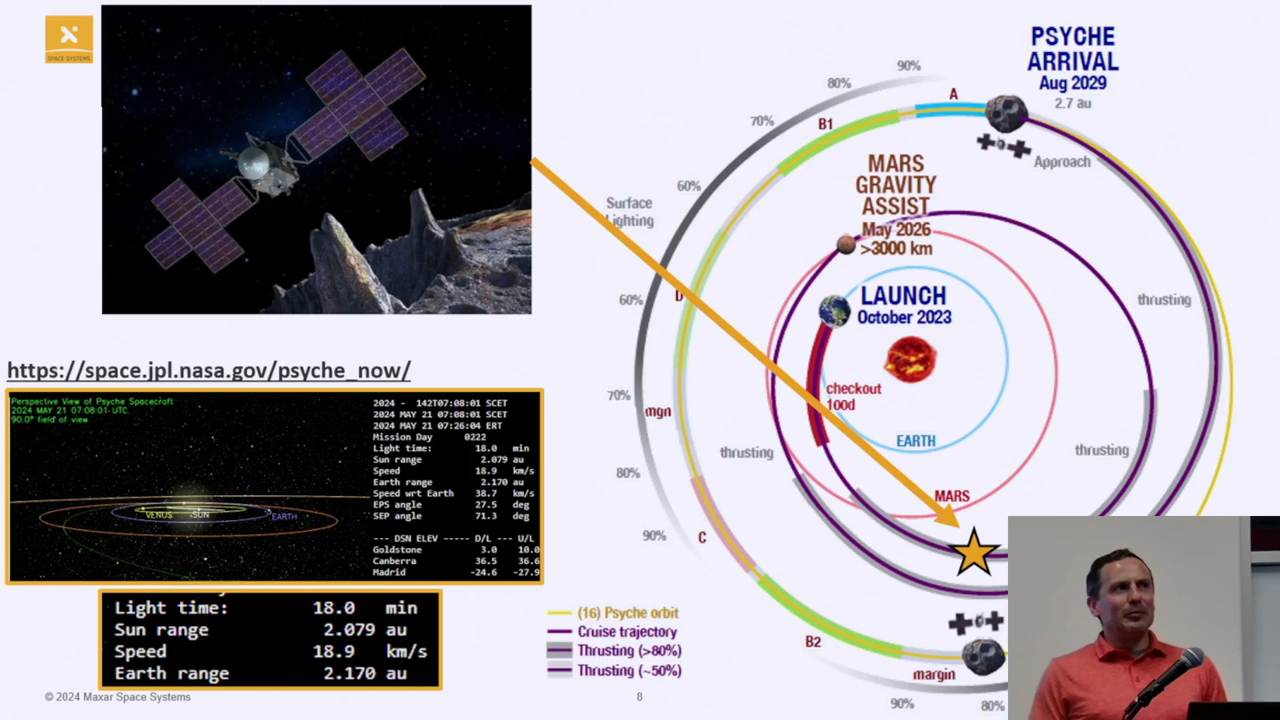 SPACE SYSTEMS
PSYCHE
ARRIVAL
Aug 2029
2.7 au
90%
80%
70%
60%
Surface
Lighting
60%
70%
80%
90%
A
B1
D
mgn
C
B2
margin
90%
80%
Approach
MARS
GRAVITY
ASSIST
May 2026
>3000 km
LAUNCH
October 2023
checkout
100d
EARTH
MARS
thrusting
thrusting
thrusting
https://space.jpl.nasa.gov/psyche_now/
Perspective View of Psyche Spacecraft
2024 MAY 21 07:08:01 UTC
90.0° field of view
VENUS
SUN
EARTH
2024 - 142T07:08:01 SCET
2024 MAY 21 07:08:01 SCET
2024 MAY 21 07:26:04 ERT
Mission Day 0222
Light time: 18.0 min
Sun range 2.079 au
Speed 18.9 km/s
Earth range 2.170 au
Speed wrt Earth 38.7 km/s
EPS angle 27.5 deg
SEP angle 71.3 deg
--- DSN ELEV ----- D/L --- U/L
Goldstone 3.0 10.0
Canberra 36.5 36.6
Madrid -24.6 -27.9
Light time: 18.0 min
Sun range 2.079 au
Speed 18.9 km/s
Earth range 2.170 au
(16) Psyche orbit
Cruise trajectory
Thrusting (>80%)
Thrusting (~50%)
© 2024 Maxar Space Systems
8